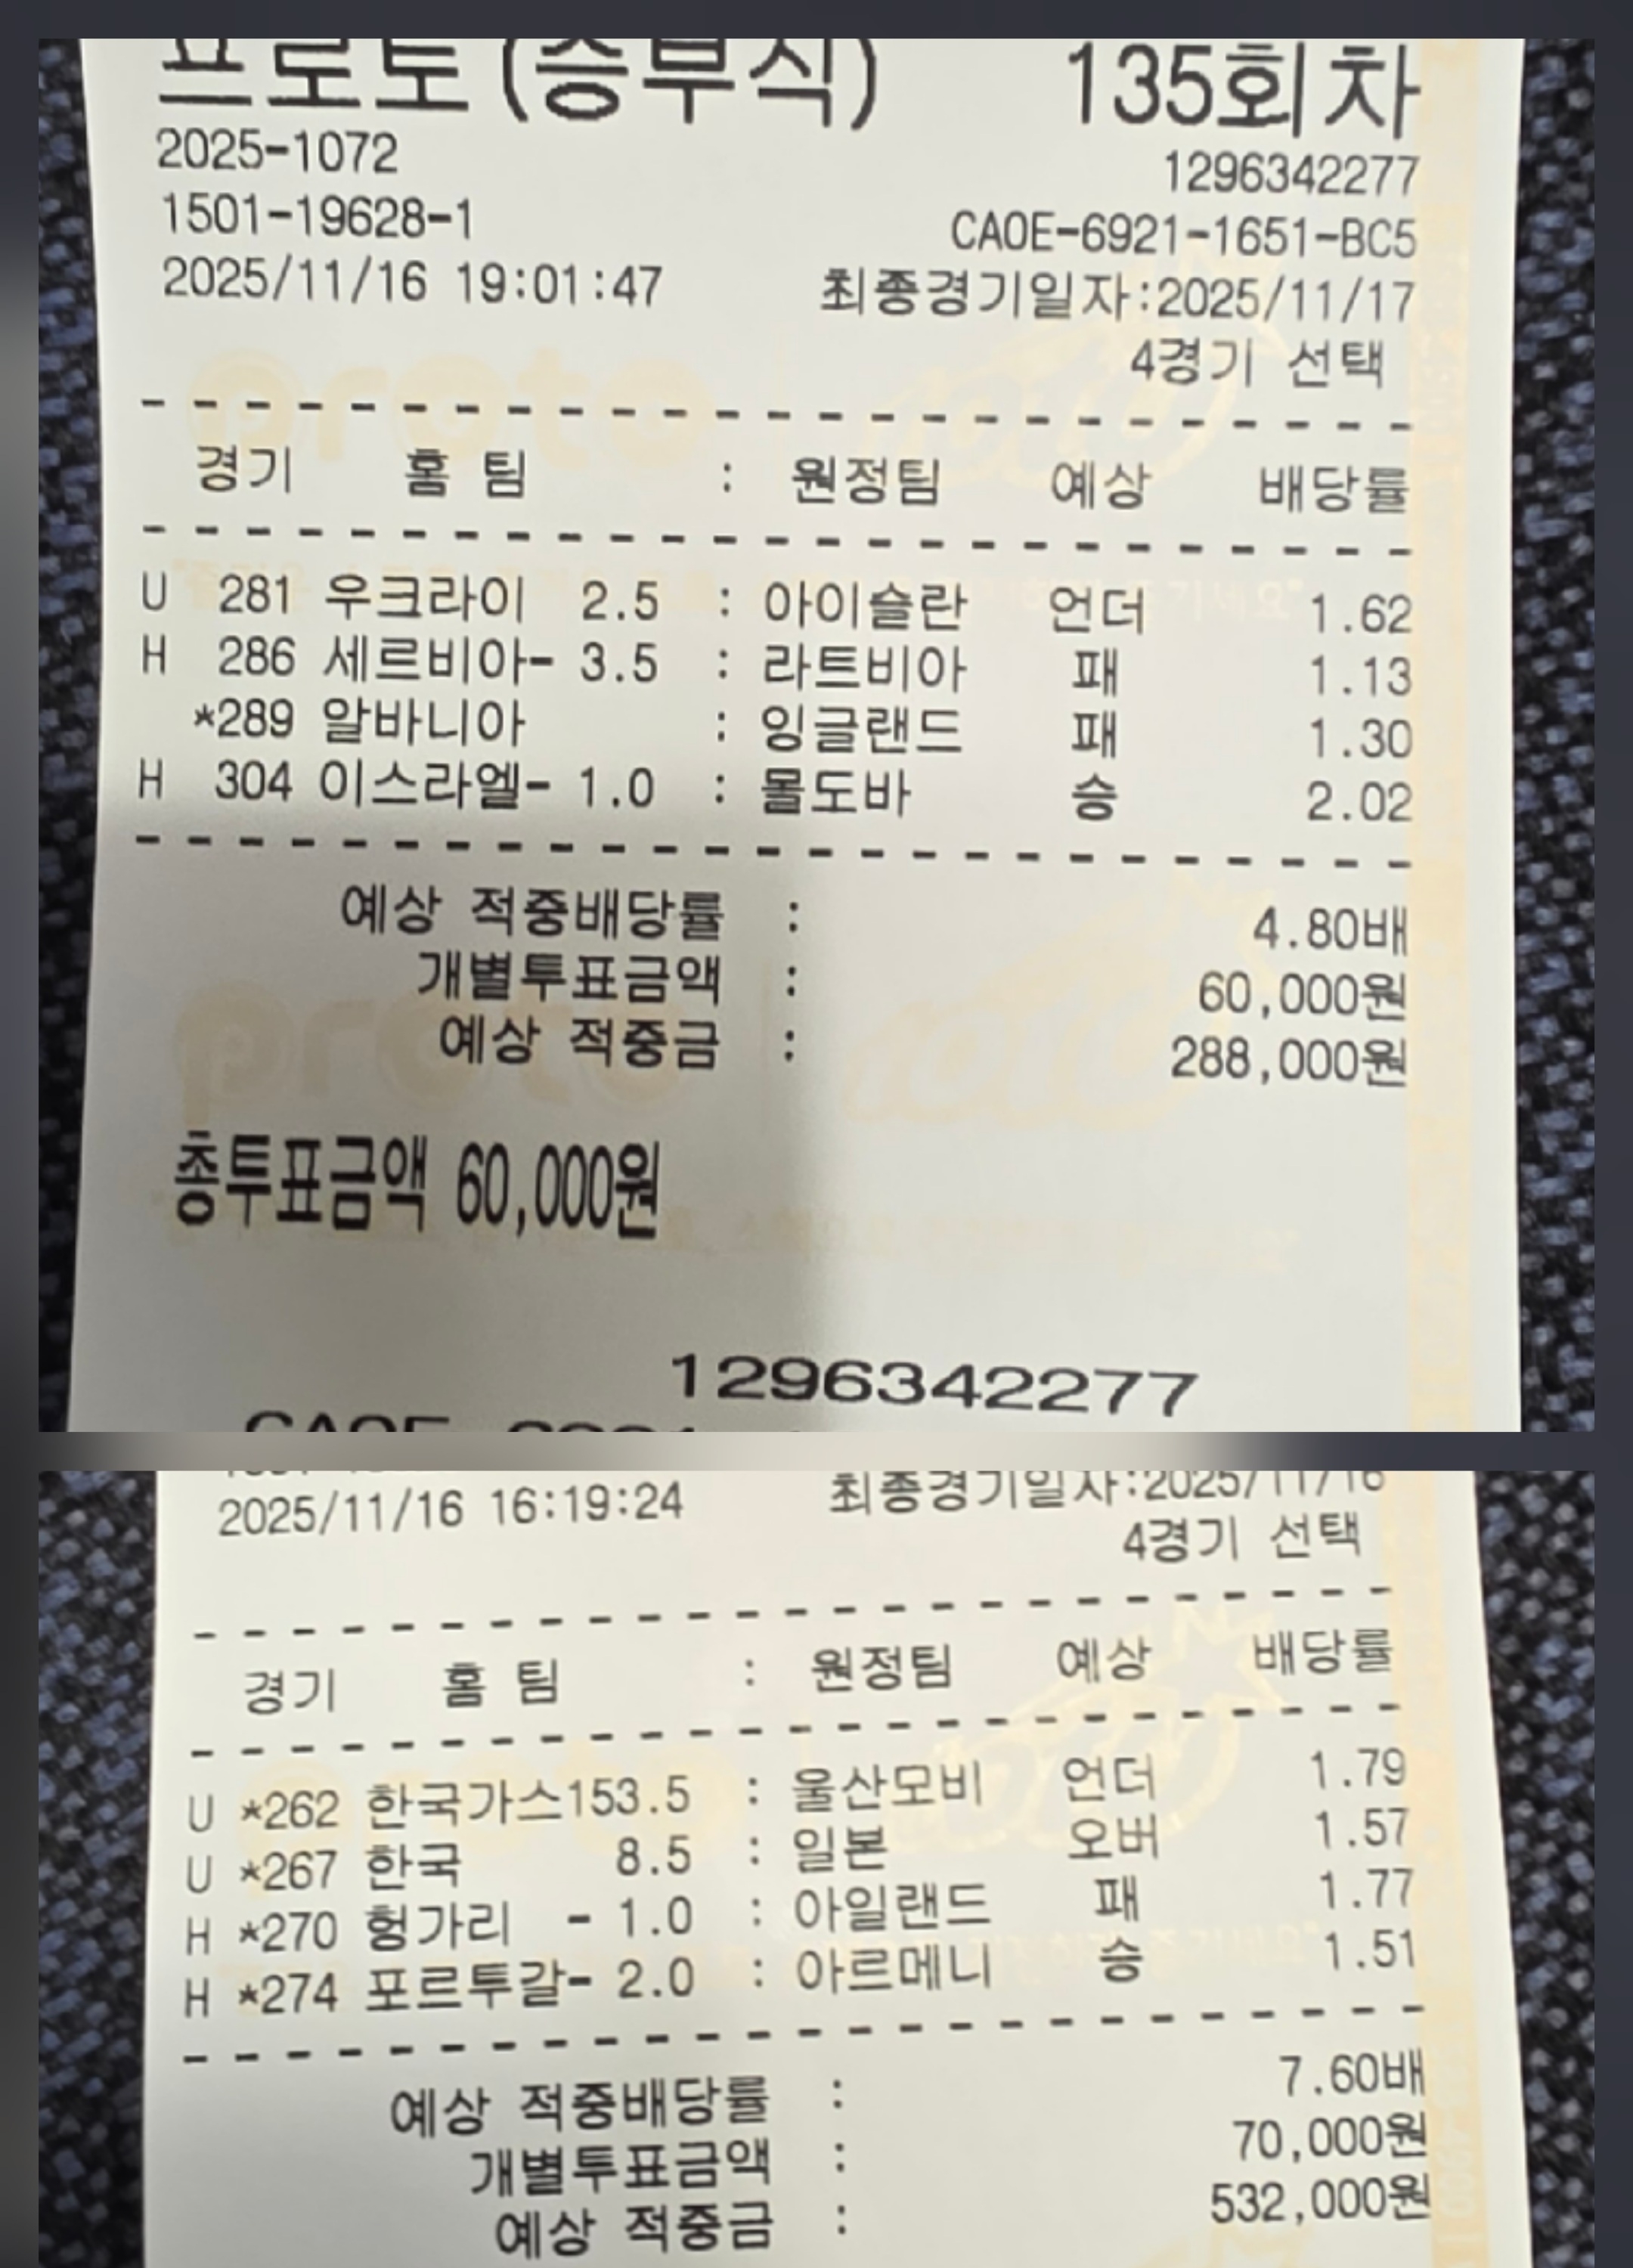 프로토(승부식) 135회차
2025-1072 1296342277
1501-19628-1 CA0E-6921-1651-BC5
2025/11/16 19:01:47 최종경기일자:2025/11/17
4경기 선택
경기 홈 팀 : 원정팀 예상 배당률
U 281 우크라이 2.5 : 아이슬란 언더 1.62
H 286 세르비아- 3.5 : 라트비아 패 1.13
*289 알바니아 : 잉글랜드 패 1.30
H 304 이스라엘- 1.0 : 몰도바 승 2.02
예상 적중배당률 : 4.80배
개별투표금액 : 60,000원
예상 적중금 : 288,000원
총투표금액 60,000원
1296342277
2025/11/16 16:19:24 최종경기일자:2025/11/16
4경기 선택
경기 홈 팀 : 원정팀 예상 배당률
U *262 한국가스153.5 : 울산모비 언더 1.79
U *267 한국 8.5 : 일본 오버 1.57
H *270 헝가리 - 1.0 : 아일랜드 패 1.77
H *274 포르투갈- 2.0 : 아르메니 승 1.51
예상 적중배당률 : 7.60배
개별투표금액 : 70,000원
예상 적중금 : 532,000원